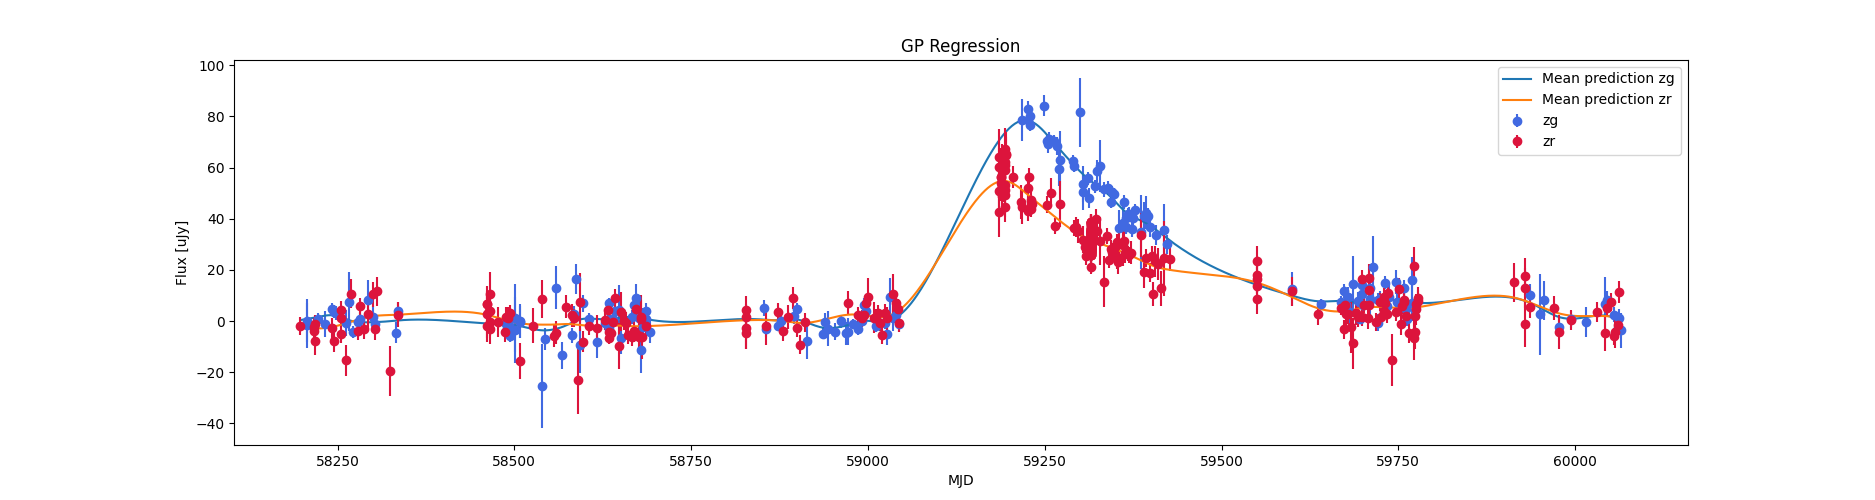 GP Regression
Flux [uJy]
100
80
60
40
20
0
−20
−40
Mean prediction zg
Mean prediction zr
zg
zr
58250 58500 58750 59000 59250 59500 59750 60000
MJD